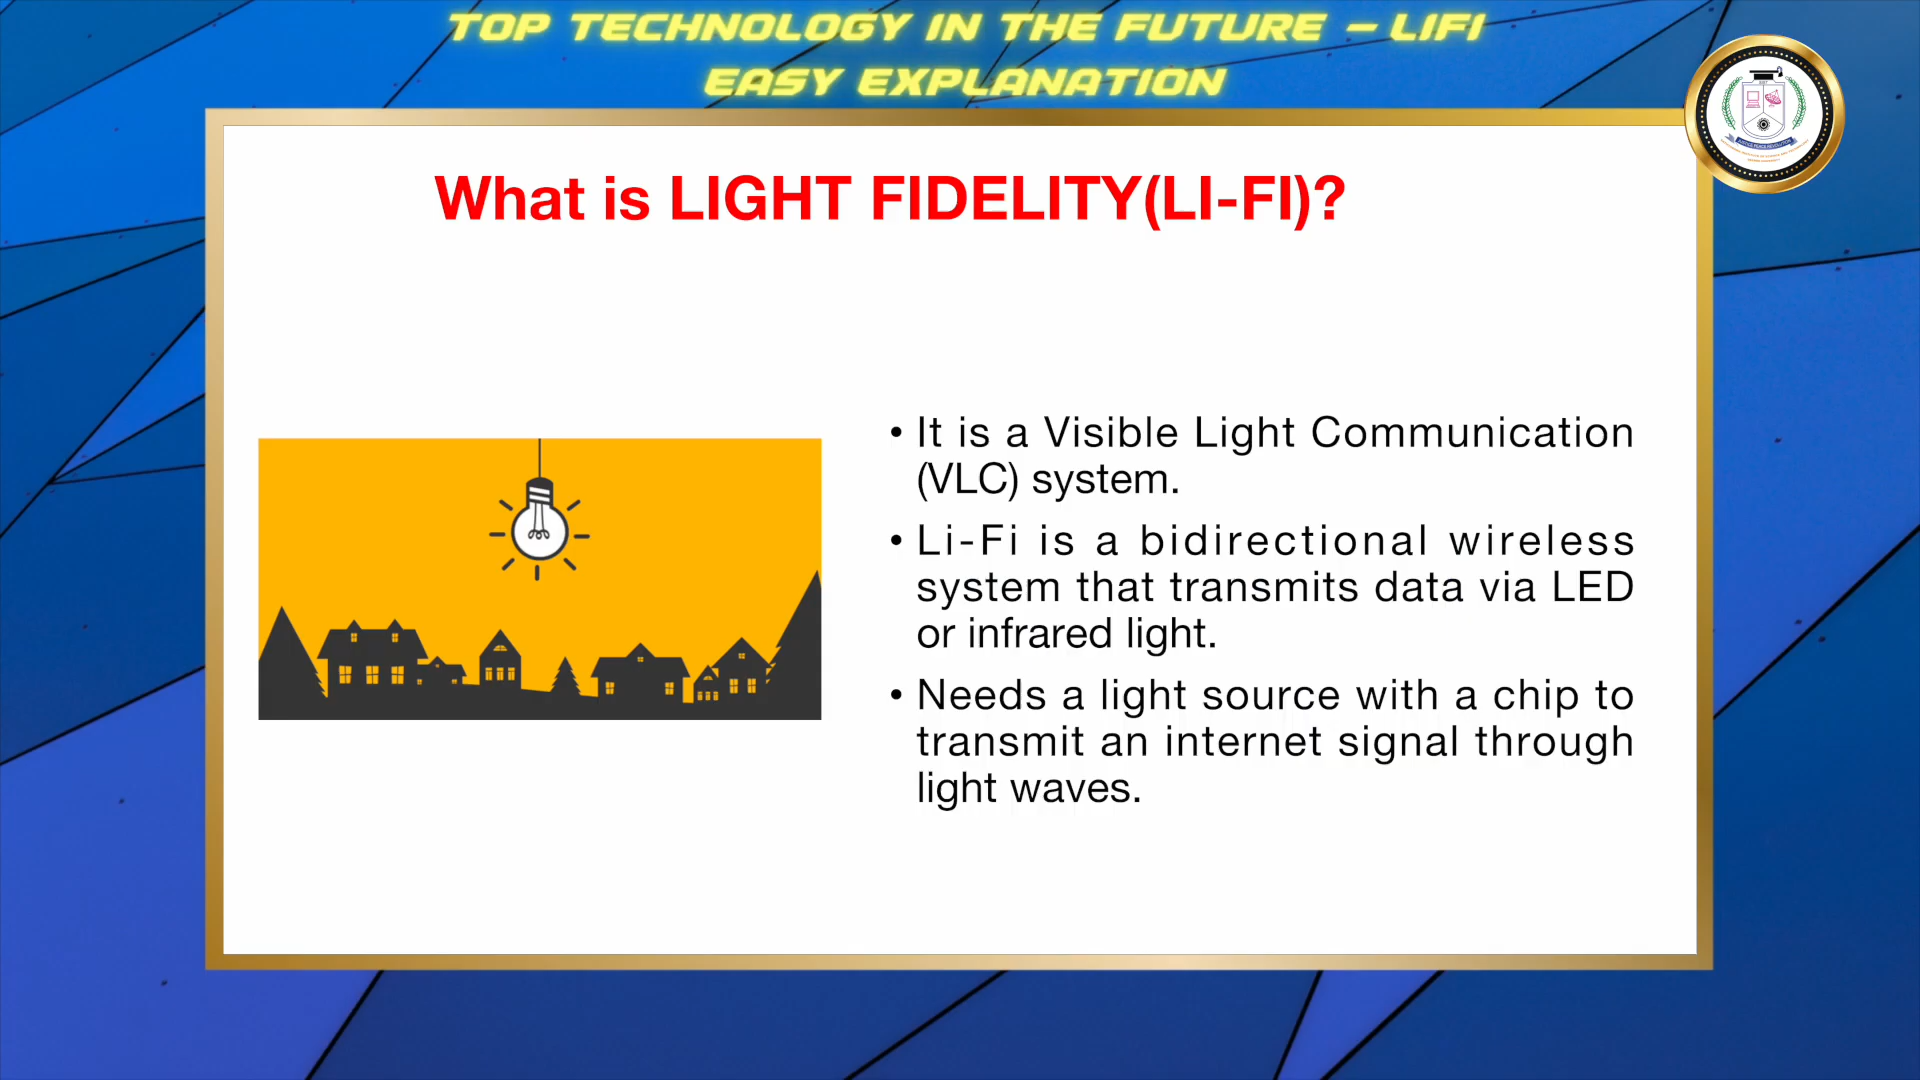 TOP TECHNOLOGY IN THE FUTURE – LIFI
EASY EXPLANATION
What is LIGHT FIDELITY(LI-FI)?
• It is a Visible Light Communication
(VLC) system.
• Li-Fi is a bidirectional wireless
system that transmits data via LED
or infrared light.
• Needs a light source with a chip to
transmit an internet signal through
light waves.